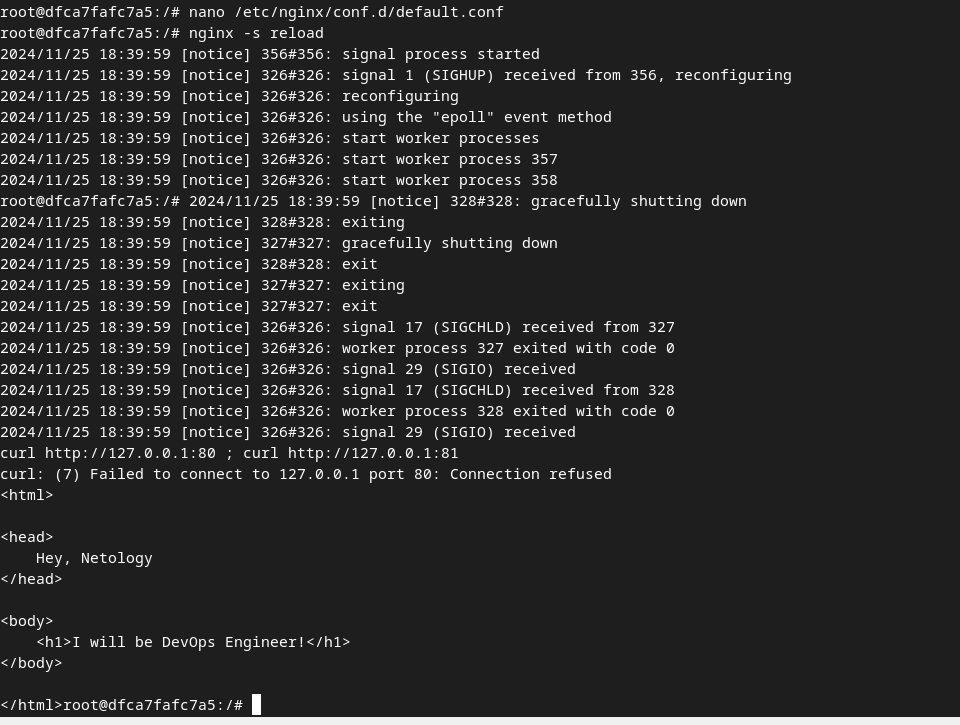 root@dfca7fafc7a5:/# nano /etc/nginx/conf.d/default.conf
root@dfca7fafc7a5:/# nginx -s reload
2024/11/25 18:39:59 [notice] 356#356: signal process started
2024/11/25 18:39:59 [notice] 326#326: signal 1 (SIGHUP) received from 356, reconfiguring
2024/11/25 18:39:59 [notice] 326#326: reconfiguring
2024/11/25 18:39:59 [notice] 326#326: using the "epoll" event method
2024/11/25 18:39:59 [notice] 326#326: start worker processes
2024/11/25 18:39:59 [notice] 326#326: start worker process 357
2024/11/25 18:39:59 [notice] 326#326: start worker process 358
root@dfca7fafc7a5:/# 2024/11/25 18:39:59 [notice] 328#328: gracefully shutting down
2024/11/25 18:39:59 [notice] 328#328: exiting
2024/11/25 18:39:59 [notice] 327#327: gracefully shutting down
2024/11/25 18:39:59 [notice] 328#328: exit
2024/11/25 18:39:59 [notice] 327#327: exiting
2024/11/25 18:39:59 [notice] 327#327: exit
2024/11/25 18:39:59 [notice] 326#326: signal 17 (SIGCHLD) received from 327
2024/11/25 18:39:59 [notice] 326#326: worker process 327 exited with code 0
2024/11/25 18:39:59 [notice] 326#326: signal 29 (SIGIO) received
2024/11/25 18:39:59 [notice] 326#326: signal 17 (SIGCHLD) received from 328
2024/11/25 18:39:59 [notice] 326#326: worker process 328 exited with code 0
2024/11/25 18:39:59 [notice] 326#326: signal 29 (SIGIO) received
curl http://127.0.0.1:80 ; curl http://127.0.0.1:81
curl: (7) Failed to connect to 127.0.0.1 port 80: Connection refused
<html>

<head>
    Hey, Netology
</head>

<body>
    <h1>I will be DevOps Engineer!</h1>
</body>

</html>root@dfca7fafc7a5:/#